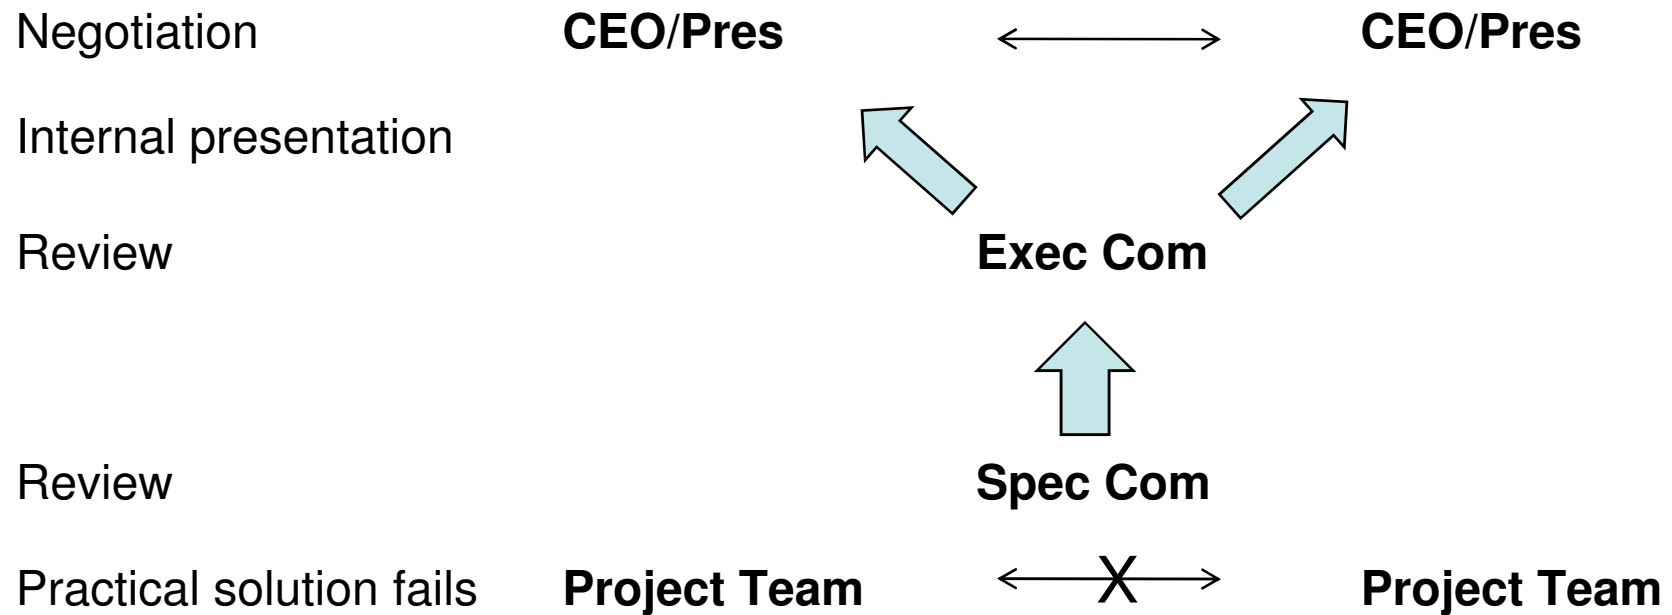 Negotiation CEO/Pres CEO/Pres
Internal presentation
Review Exec Com
Review Spec Com
Practical solution fails Project Team X Project Team